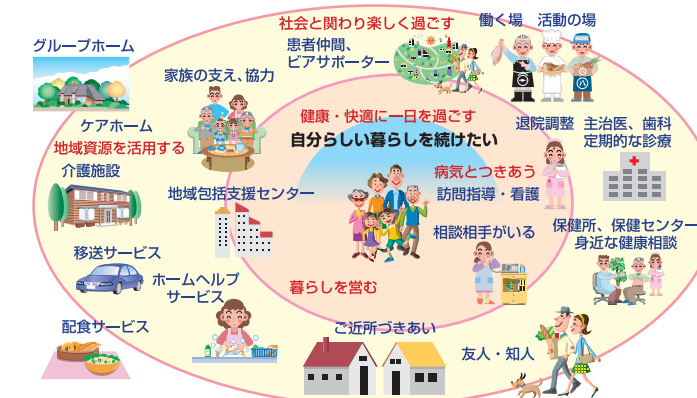 社会と関わり楽しく過ごす
働く場　活動の場
患者仲間、
ビアサポーター
グループホーム
家族の支え、協力
健康・快適に一日を過ごす
自分らしい暮らしを続けたい
ケアホーム
地域資源を活用する
介護施設
退院調整
主治医、歯科
定期的な診療
病気とつきあう
訪問指導・看護
地域包括支援センター
相談相手がいる
保健所、保健センター
身近な健康相談
移送サービス
ホームヘルプ
サービス
暮らしを営む
配食サービス
ご近所づきあい
友人・知人